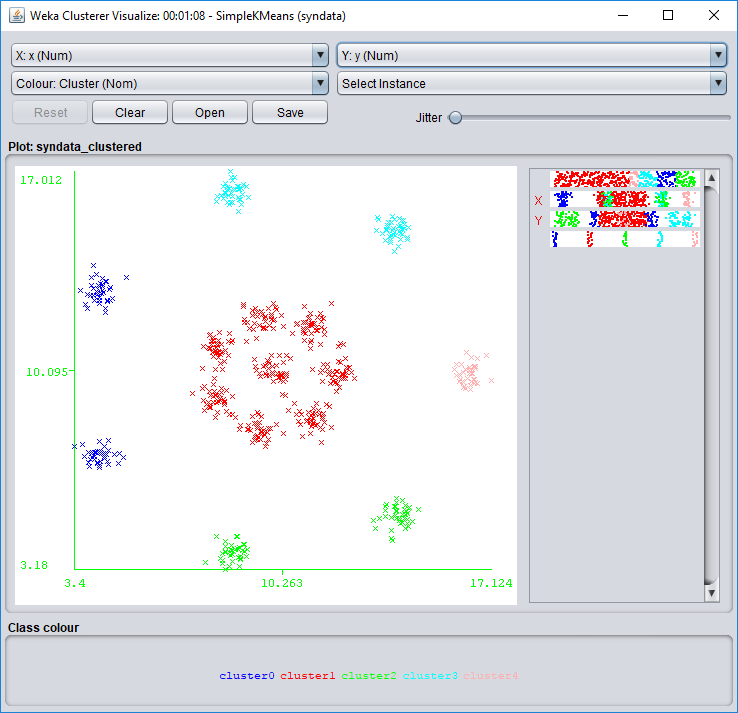 Weka Clusterer Visualize: 00:01:08 - SimpleKMeans (syndata)
X: x (Num) Y: y (Num)
Colour: Cluster (Nom) Select Instance
Reset Clear Open Save Jitter
Plot: syndata_clustered
17.012
X
Y
10.095
3.18
3.4 10.263 17.124
Class colour
cluster0 cluster1 cluster2 cluster3 cluster4